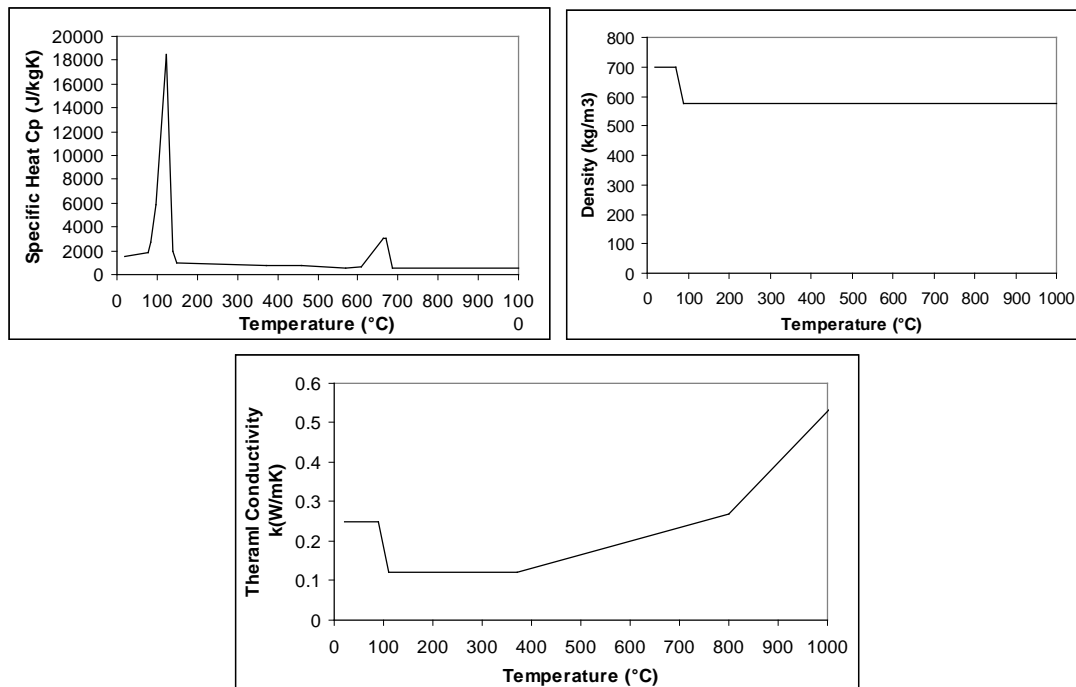 Specific Heat Cp (J/kgK)
20000
18000
16000
14000
12000
10000
8000
6000
4000
2000
0
0 100 200 300 400 500 600 700 800 900 100
0
Temperature (°C)
Density (kg/m3)
800
700
600
500
400
300
200
100
0
0 100 200 300 400 500 600 700 800 900 1000
Temperature (°C)
Theraml Conductivity
k(W/mK)
0.6
0.5
0.4
0.3
0.2
0.1
0
0 100 200 300 400 500 600 700 800 900 1000
Temperature (°C)